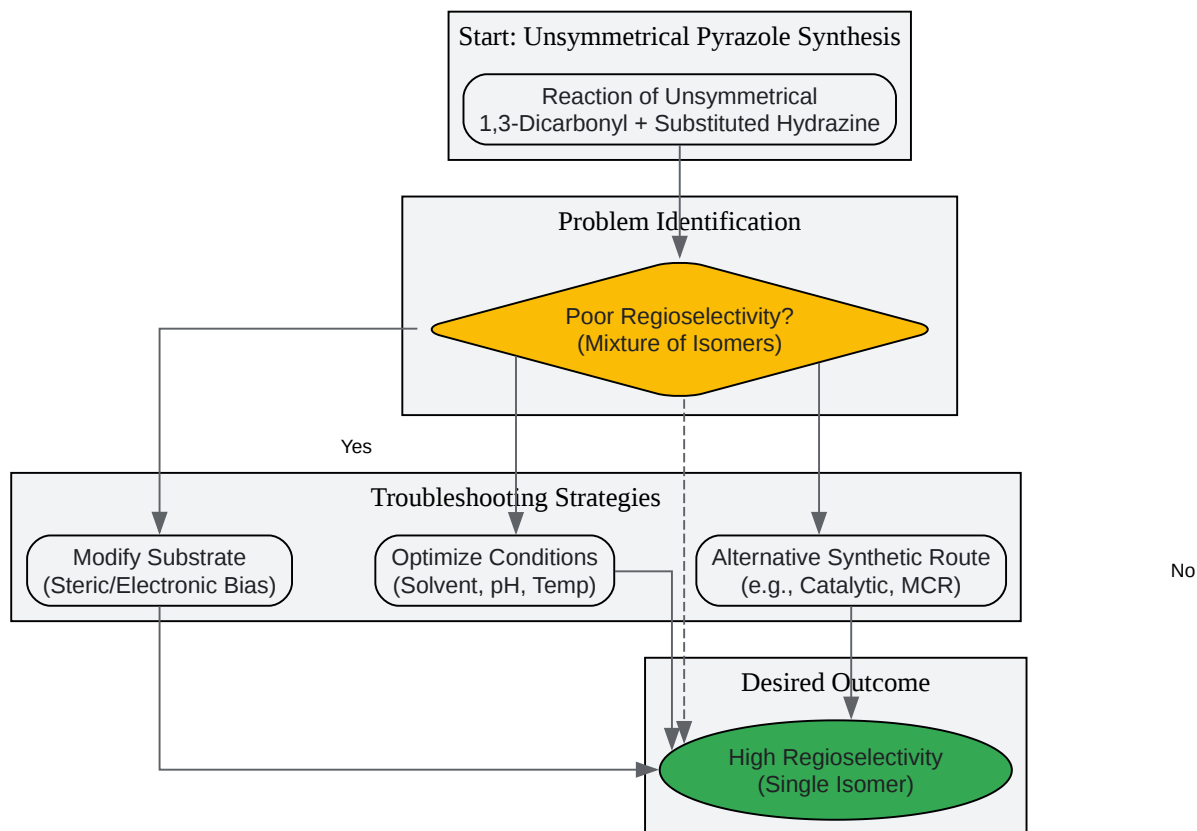 Start: Unsymmetrical Pyrazole Synthesis
Reaction of Unsymmetrical
1,3-Dicarbonyl + Substituted Hydrazine
Problem Identification
Poor Regioselectivity?
(Mixture of Isomers)
Yes
Troubleshooting Strategies
Modify Substrate
(Steric/Electronic Bias)
Optimize Conditions
(Solvent, pH, Temp)
Alternative Synthetic Route
(e.g., Catalytic, MCR)
No
Desired Outcome
High Regioselectivity
(Single Isomer)